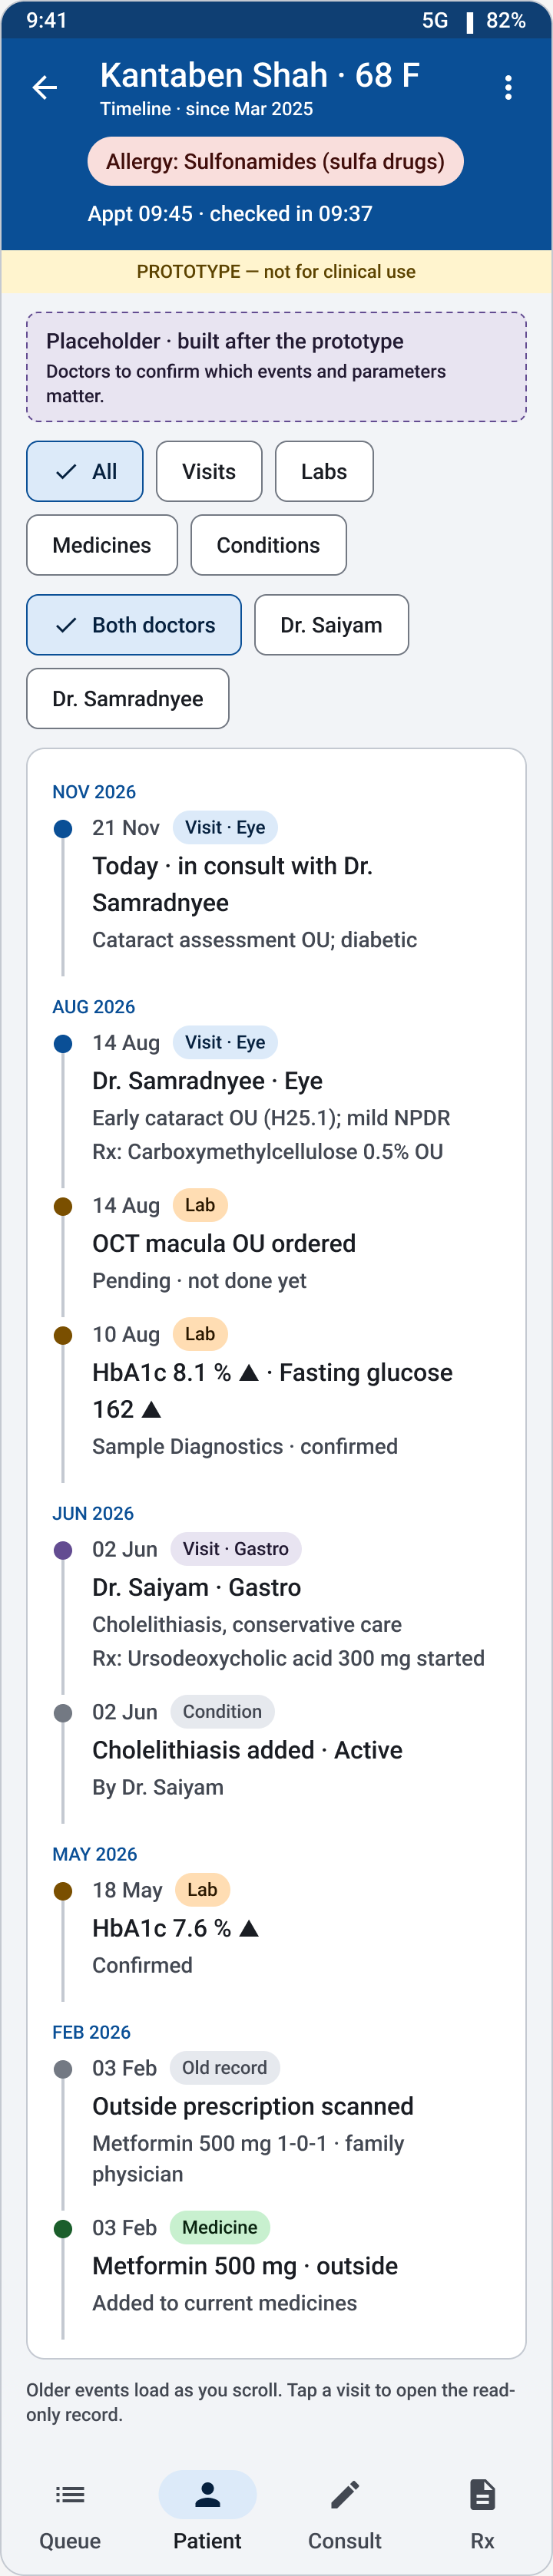 9:41 5G 82%
Kantaben Shah · 68 F
Timeline · since Mar 2025
Allergy: Sulfonamides (sulfa drugs)
Appt 09:45 · checked in 09:37
PROTOTYPE — not for clinical use
Placeholder · built after the prototype
Doctors to confirm which events and parameters
matter.
All Visits Labs
Medicines Conditions
Both doctors Dr. Saiyam
Dr. Samradnyee
NOV 2026
21 Nov Visit · Eye
Today · in consult with Dr.
Samradnyee
Cataract assessment OU; diabetic
AUG 2026
14 Aug Visit · Eye
Dr. Samradnyee · Eye
Early cataract OU (H25.1); mild NPDR
Rx: Carboxymethylcellulose 0.5% OU
14 Aug Lab
OCT macula OU ordered
Pending · not done yet
10 Aug Lab
HbA1c 8.1 % ▲ · Fasting glucose
162 ▲
Sample Diagnostics · confirmed
JUN 2026
02 Jun Visit · Gastro
Dr. Saiyam · Gastro
Cholelithiasis, conservative care
Rx: Ursodeoxycholic acid 300 mg started
02 Jun Condition
Cholelithiasis added · Active
By Dr. Saiyam
MAY 2026
18 May Lab
HbA1c 7.6 % ▲
Confirmed
FEB 2026
03 Feb Old record
Outside prescription scanned
Metformin 500 mg 1-0-1 · family
physician
03 Feb Medicine
Metformin 500 mg · outside
Added to current medicines
Older events load as you scroll. Tap a visit to open the read-
only record.
Queue Patient Consult Rx